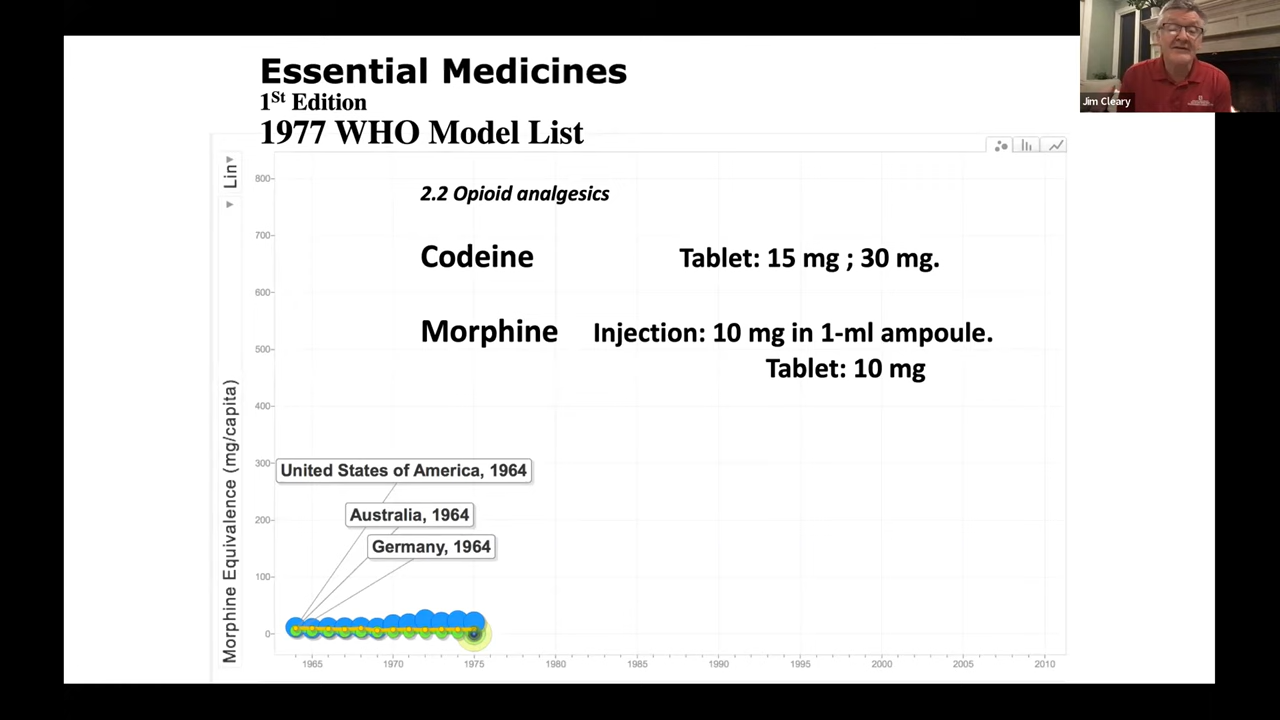 Essential Medicines
1St Edition
1977 WHO Model List
Jim Cleary
Lin
2.2 Opioid analgesics
Codeine Tablet: 15 mg ; 30 mg.
Morphine Injection: 10 mg in 1-ml ampoule.
Tablet: 10 mg
Morphine Equivalence (mg/capita)
800
700
600
500
400
300
200
100
0
United States of America, 1964
Australia, 1964
Germany, 1964
1965 1970 1975 1980 1985 1990 1995 2000 2005 2010